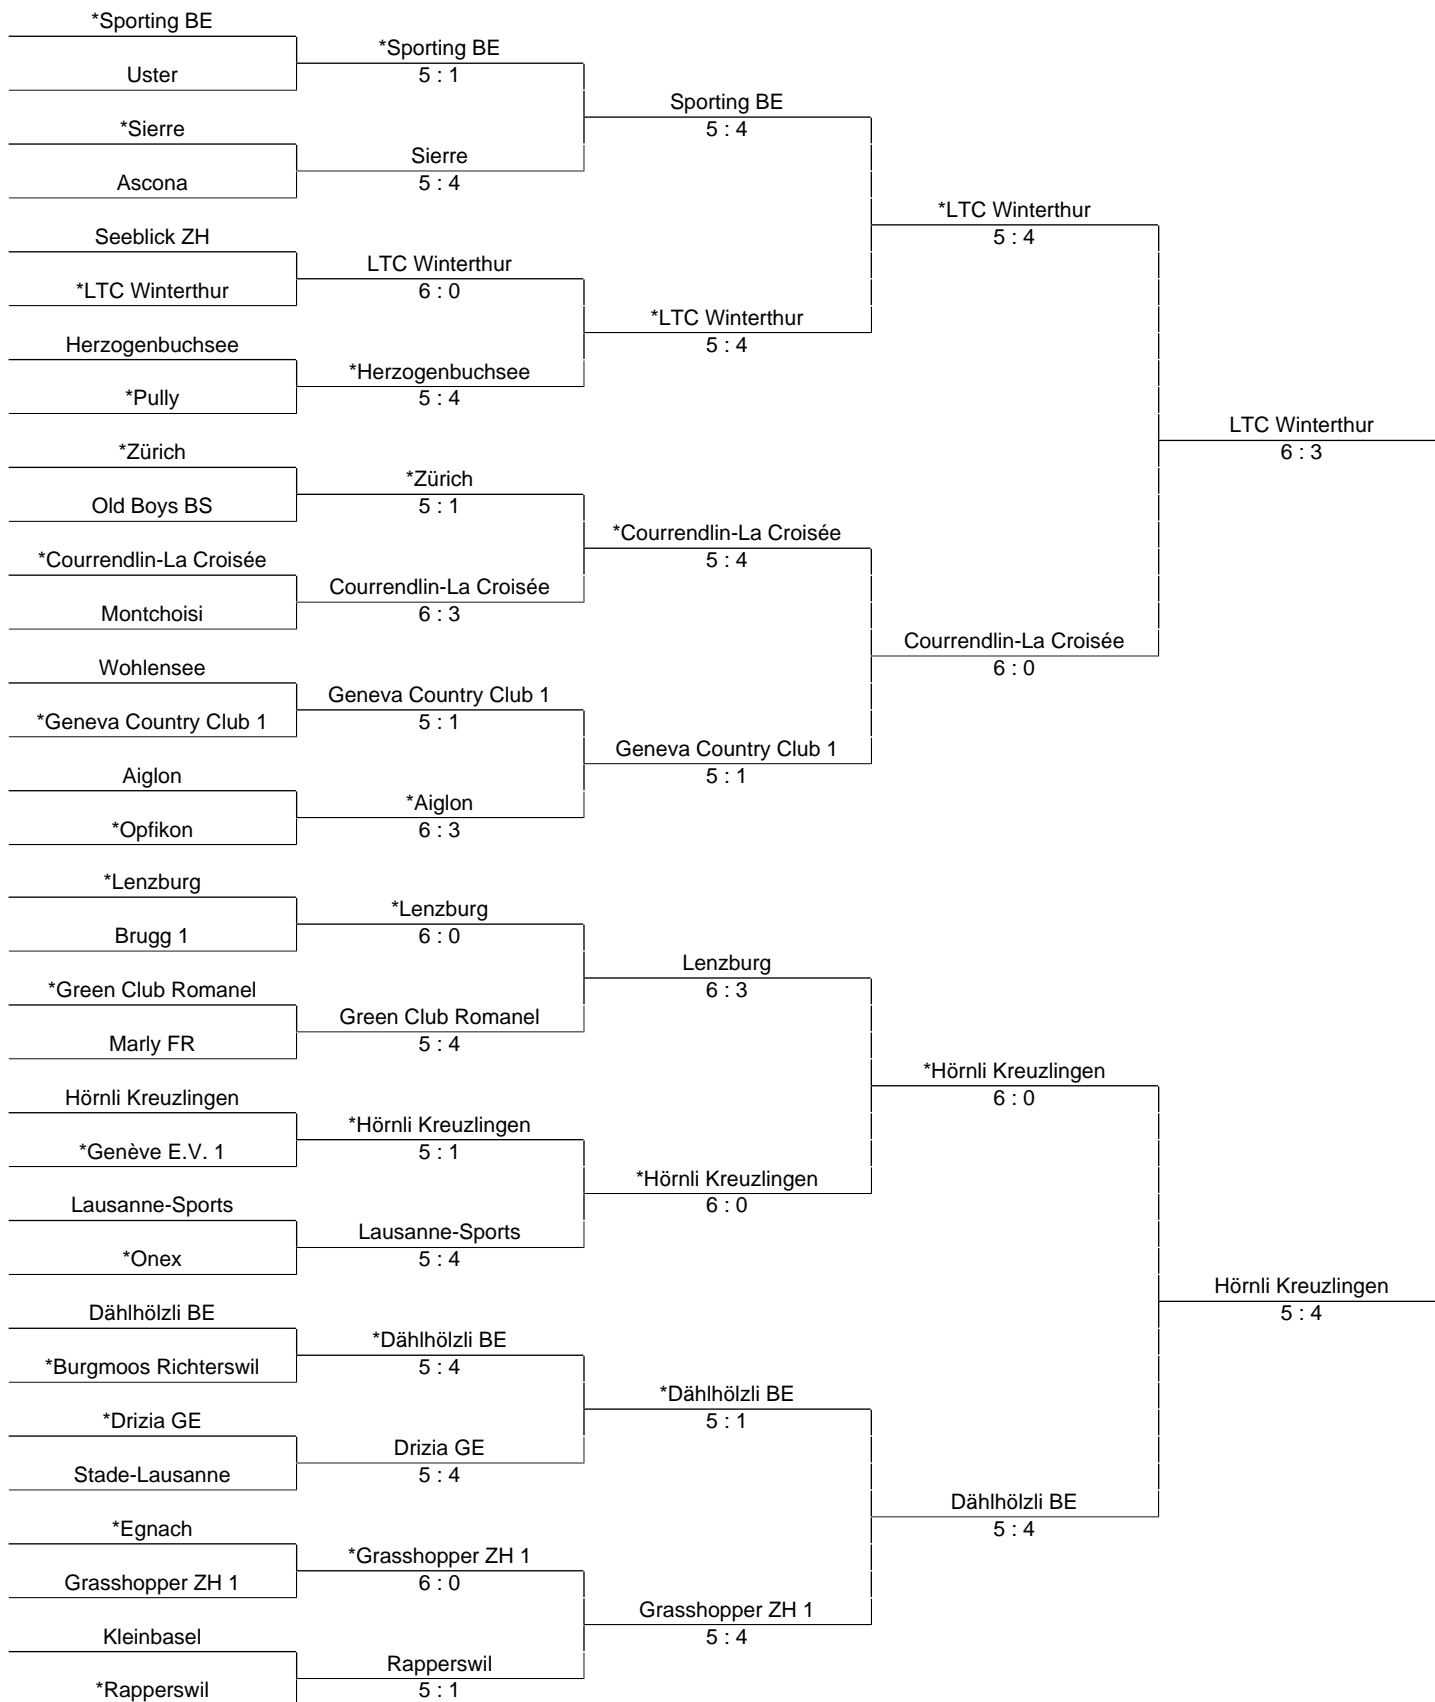 *Sporting BE
Uster
*Sierre
Ascona
Seeblick ZH
*LTC Winterthur
Herzogenbuchsee
*Pully
*Zürich
Old Boys BS
*Courrendlin-La Croisée
Montchoisi
Wohlensee
*Geneva Country Club 1
Aiglon
*Opfikon
*Lenzburg
Brugg 1
*Green Club Romanel
Marly FR
Hörnli Kreuzlingen
*Genève E.V. 1
Lausanne-Sports
*Onex
Dählhölzli BE
*Burgmoos Richterswil
*Drizia GE
Stade-Lausanne
*Egnach
Grasshopper ZH 1
Kleinbasel
*Rapperswil
*Sporting BE
5 : 1
Sierre
5 : 4
LTC Winterthur
6 : 0
*Herzogenbuchsee
5 : 4
*Zürich
5 : 1
Courrendlin-La Croisée
6 : 3
Geneva Country Club 1
5 : 1
*Aiglon
6 : 3
*Lenzburg
6 : 0
Green Club Romanel
5 : 4
*Hörnli Kreuzlingen
5 : 1
Lausanne-Sports
5 : 4
*Dählhölzli BE
5 : 4
Drizia GE
5 : 4
*Grasshopper ZH 1
6 : 0
Rapperswil
5 : 1
Sporting BE
5 : 4
*LTC Winterthur
5 : 4
*Courrendlin-La Croisée
5 : 4
Geneva Country Club 1
5 : 1
Lenzburg
6 : 3
*Hörnli Kreuzlingen
6 : 0
*Dählhölzli BE
5 : 1
Grasshopper ZH 1
5 : 4
*LTC Winterthur
5 : 4
Courrendlin-La Croisée
6 : 0
*Hörnli Kreuzlingen
6 : 0
Dählhölzli BE
5 : 4
LTC Winterthur
6 : 3
Hörnli Kreuzlingen
5 : 4